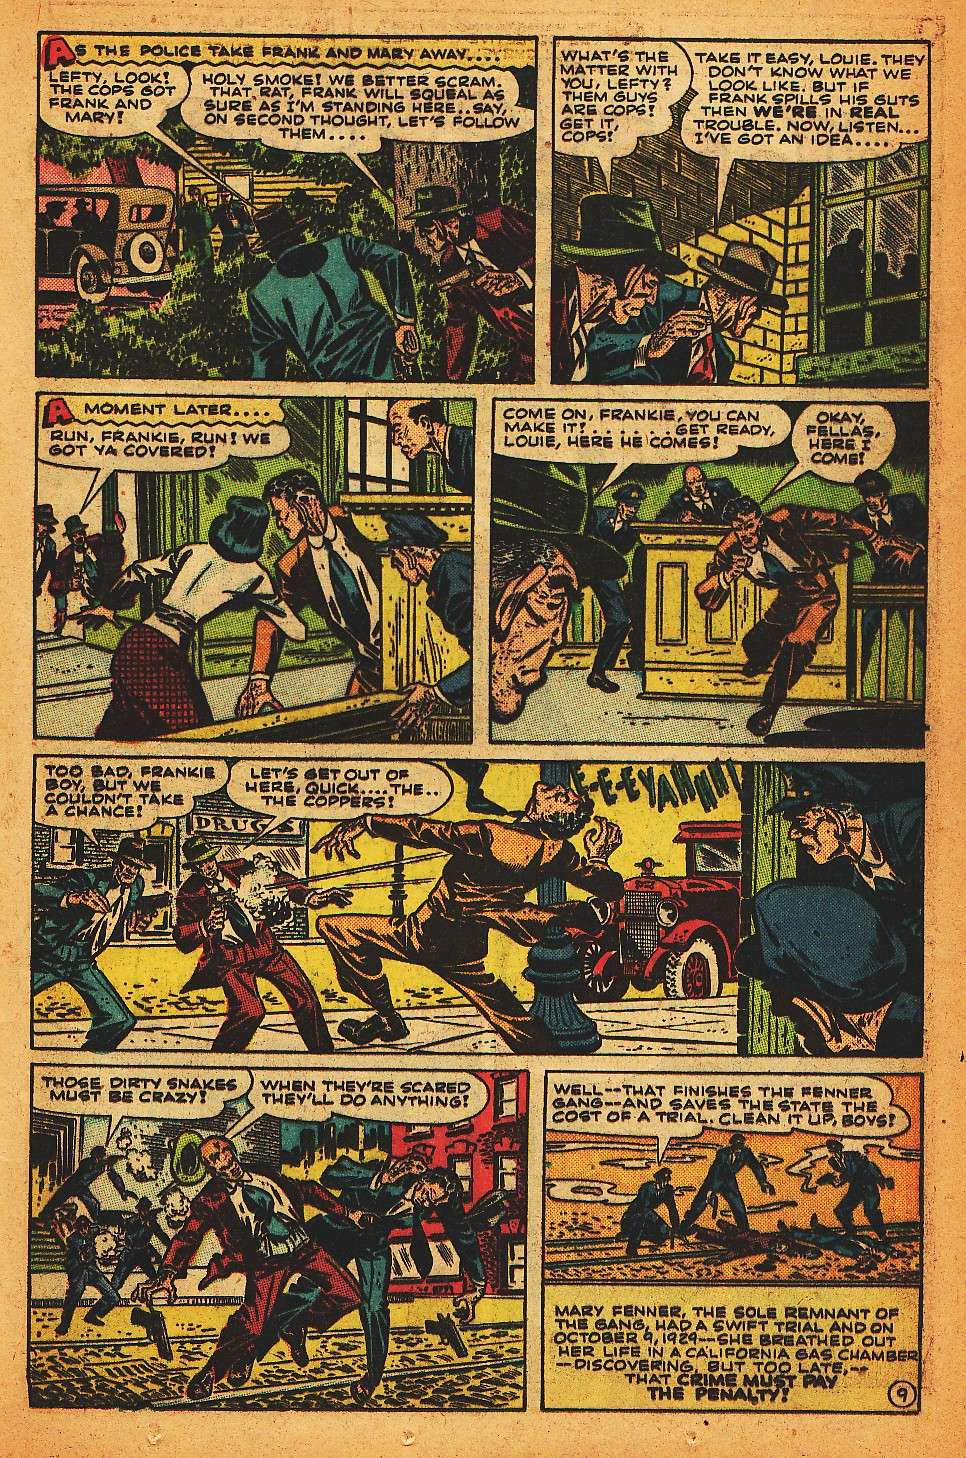 AS THE POLICE TAKE FRANK AND MARY AWAY....
LEFTY, LOOK!
THE COPS GOT
FRANK AND
MARY!
HOLY SMOKE! WE BETTER SCRAM.
THAT RAT, FRANK WILL SQUEAL AS
SURE AS I'M STANDING HERE..SAY,
ON SECOND THOUGHT, LET'S FOLLOW
THEM....
WHAT'S THE
MATTER WITH
YOU, LEFTY?
THEM GUYS
ARE COPS!
GET IT,
COPS!
TAKE IT EASY, LOUIE. THEY
DON'T KNOW WHAT WE
LOOK LIKE. BUT IF
FRANK SPILLS HIS GUTS
THEN WE'RE IN REAL
TROUBLE. NOW, LISTEN...
I'VE GOT AN IDEA.....
A MOMENT LATER....
RUN, FRANKIE, RUN! WE
GOT YA COVERED!
COME ON, FRANKIE, YOU CAN
MAKE IT!.......GET READY,
LOUIE, HERE HE COMES!
OKAY,
FELLAS,
HERE I
COME!
TOO BAD, FRANKIE
BOY, BUT WE
COULDN'T TAKE
A CHANCE!
LET'S GET OUT OF
HERE, QUICK....THE..
THE COPPERS!
E-E-EYAHHH!
DRUGS
THOSE DIRTY SNAKES
MUST BE CRAZY!
WHEN THEY'RE SCARED
THEY'LL DO ANYTHING!
WELL--THAT FINISHES THE FENNER
GANG--AND SAVES THE STATE THE
COST OF A TRIAL. CLEAN IT UP, BOYS!
MARY FENNER, THE SOLE REMNANT OF
THE GANG, HAD A SWIFT TRIAL AND ON
OCTOBER 9, 1929--SHE BREATHED OUT
HER LIFE IN A CALIFORNIA GAS CHAMBER
--DISCOVERING, BUT TOO LATE,--
THAT CRIME MUST PAY
THE PENALTY!
9